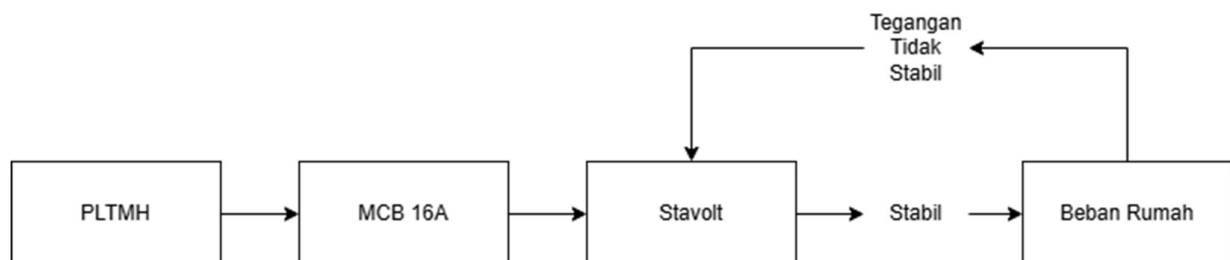 Tegangan
Tidak
Stabil
PLTMH
MCB 16A
Stavolt
Stabil
Beban Rumah